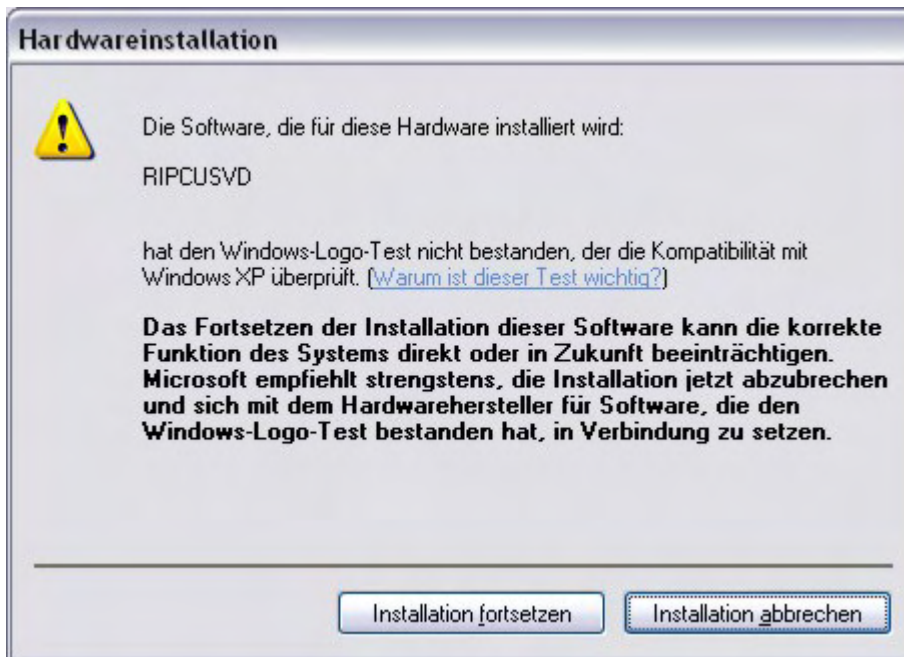 Hardwareinstallation
Die Software, die für diese Hardware installiert wird:
RIPCUSVD
hat den Windows-Logo-Test nicht bestanden, der die Kompatibilität mit
Windows XP überprüft. (Warum ist dieser Test wichtig?)
Das Fortsetzen der Installation dieser Software kann die korrekte
Funktion des Systems direkt oder in Zukunft beeinträchtigen.
Microsoft empfiehlt strengstens, die Installation jetzt abzubrechen
und sich mit dem Hardwarehersteller für Software, die den
Windows-Logo-Test bestanden hat, in Verbindung zu setzen.
Installation fortsetzen
Installation abbrechen